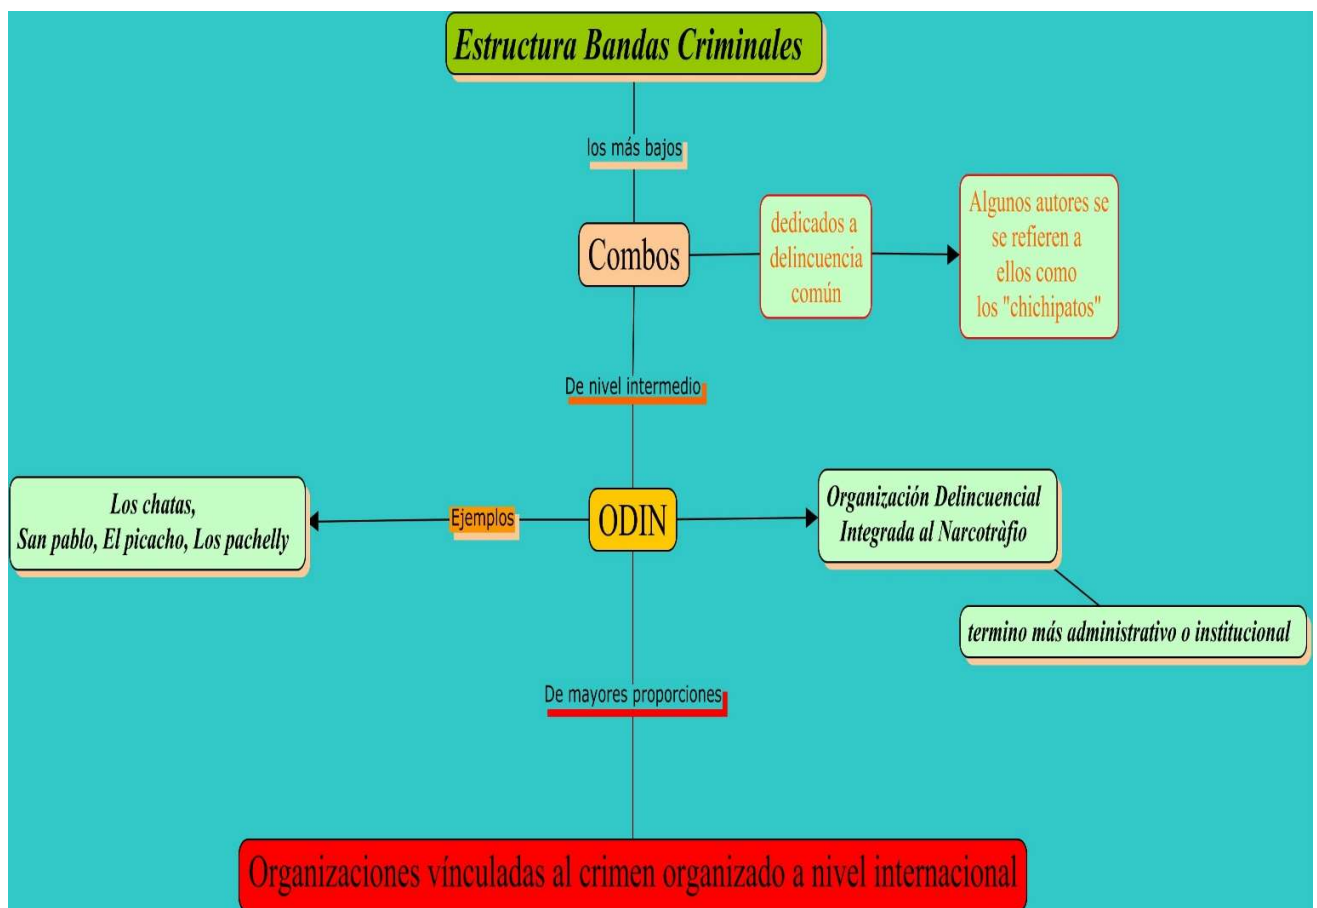 Estructura Bandas Criminales
los más bajos
Combos
dedicados a
delincuencia
común
Algunos autores se
se refieren a
ellos como
los "chichipatos"
De nivel intermedio
Los chatas,
San pablo, El picacho, Los pachelly
Ejemplos
ODIN
Organización Delincuencial
Integrada al Narcotràfio
termino más administrativo o institucional
De mayores proporciones
Organizaciones vínculadas al crimen organizado a nivel internacional